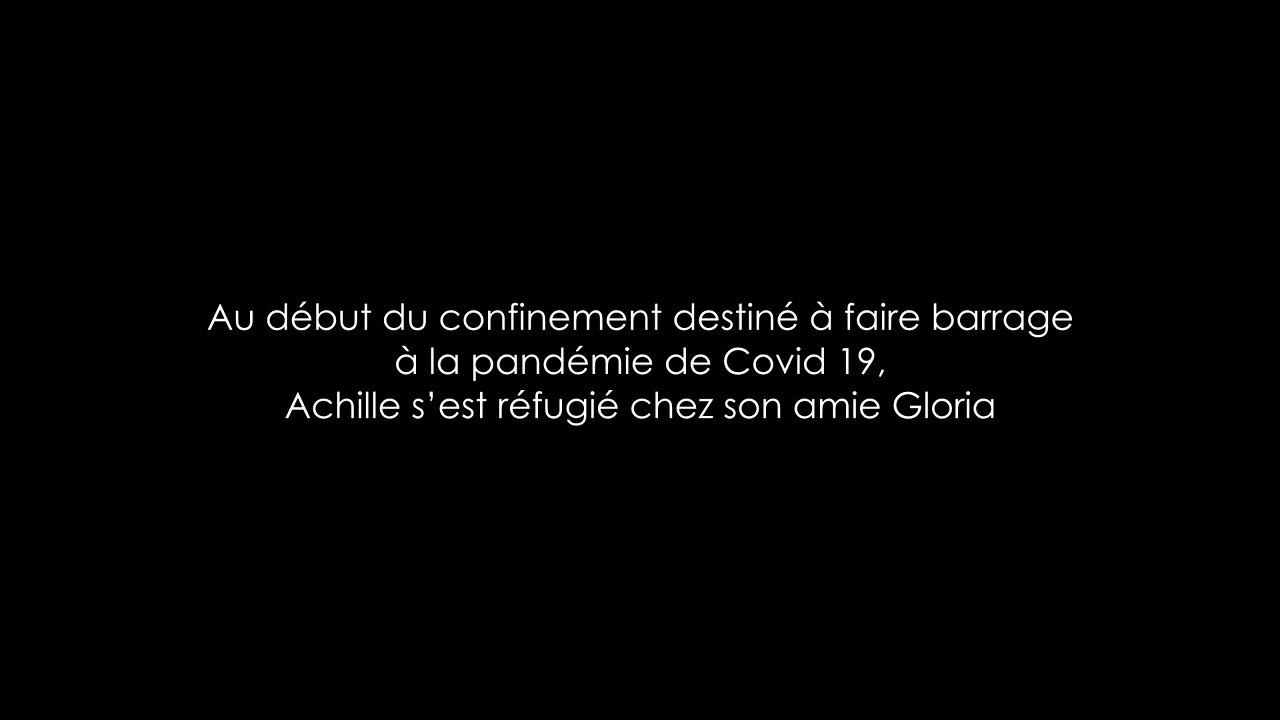 Au début du confinement destiné à faire barrage
à la pandémie de Covid 19,
Achille s’est réfugié chez son amie Gloria